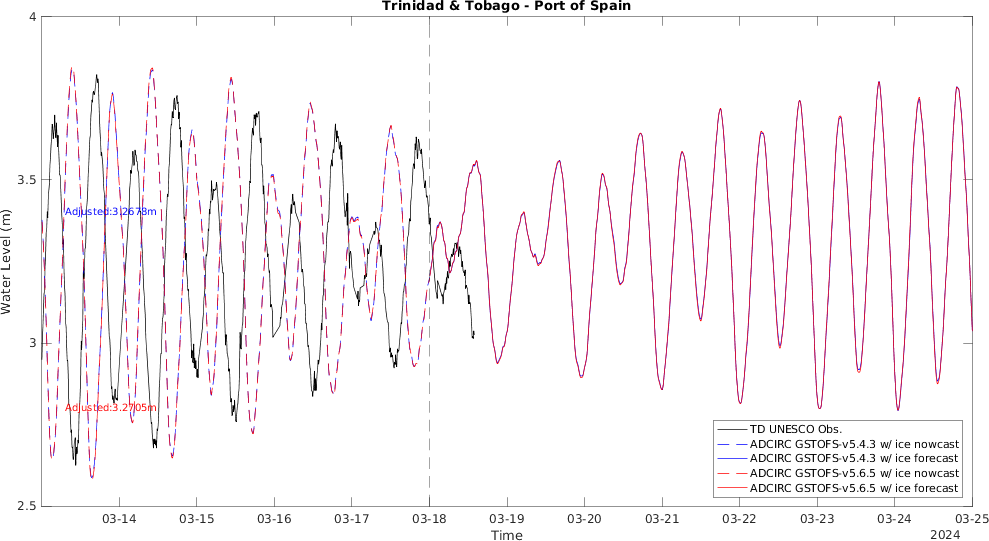 Trinidad & Tobago - Port of Spain
4
3.5
3
2.5
Water Level (m)
Adjusted:3.2678m
Adjusted:3.2705m
TD UNESCO Obs.
ADCIRC GSTOFS-v5.4.3 w/ ice nowcast
ADCIRC GSTOFS-v5.4.3 w/ ice forecast
ADCIRC GSTOFS-v5.6.5 w/ ice nowcast
ADCIRC GSTOFS-v5.6.5 w/ ice forecast
03-14 03-15 03-16 03-17 03-18 03-19 03-20 03-21 03-22 03-23 03-24 03-25
Time
2024